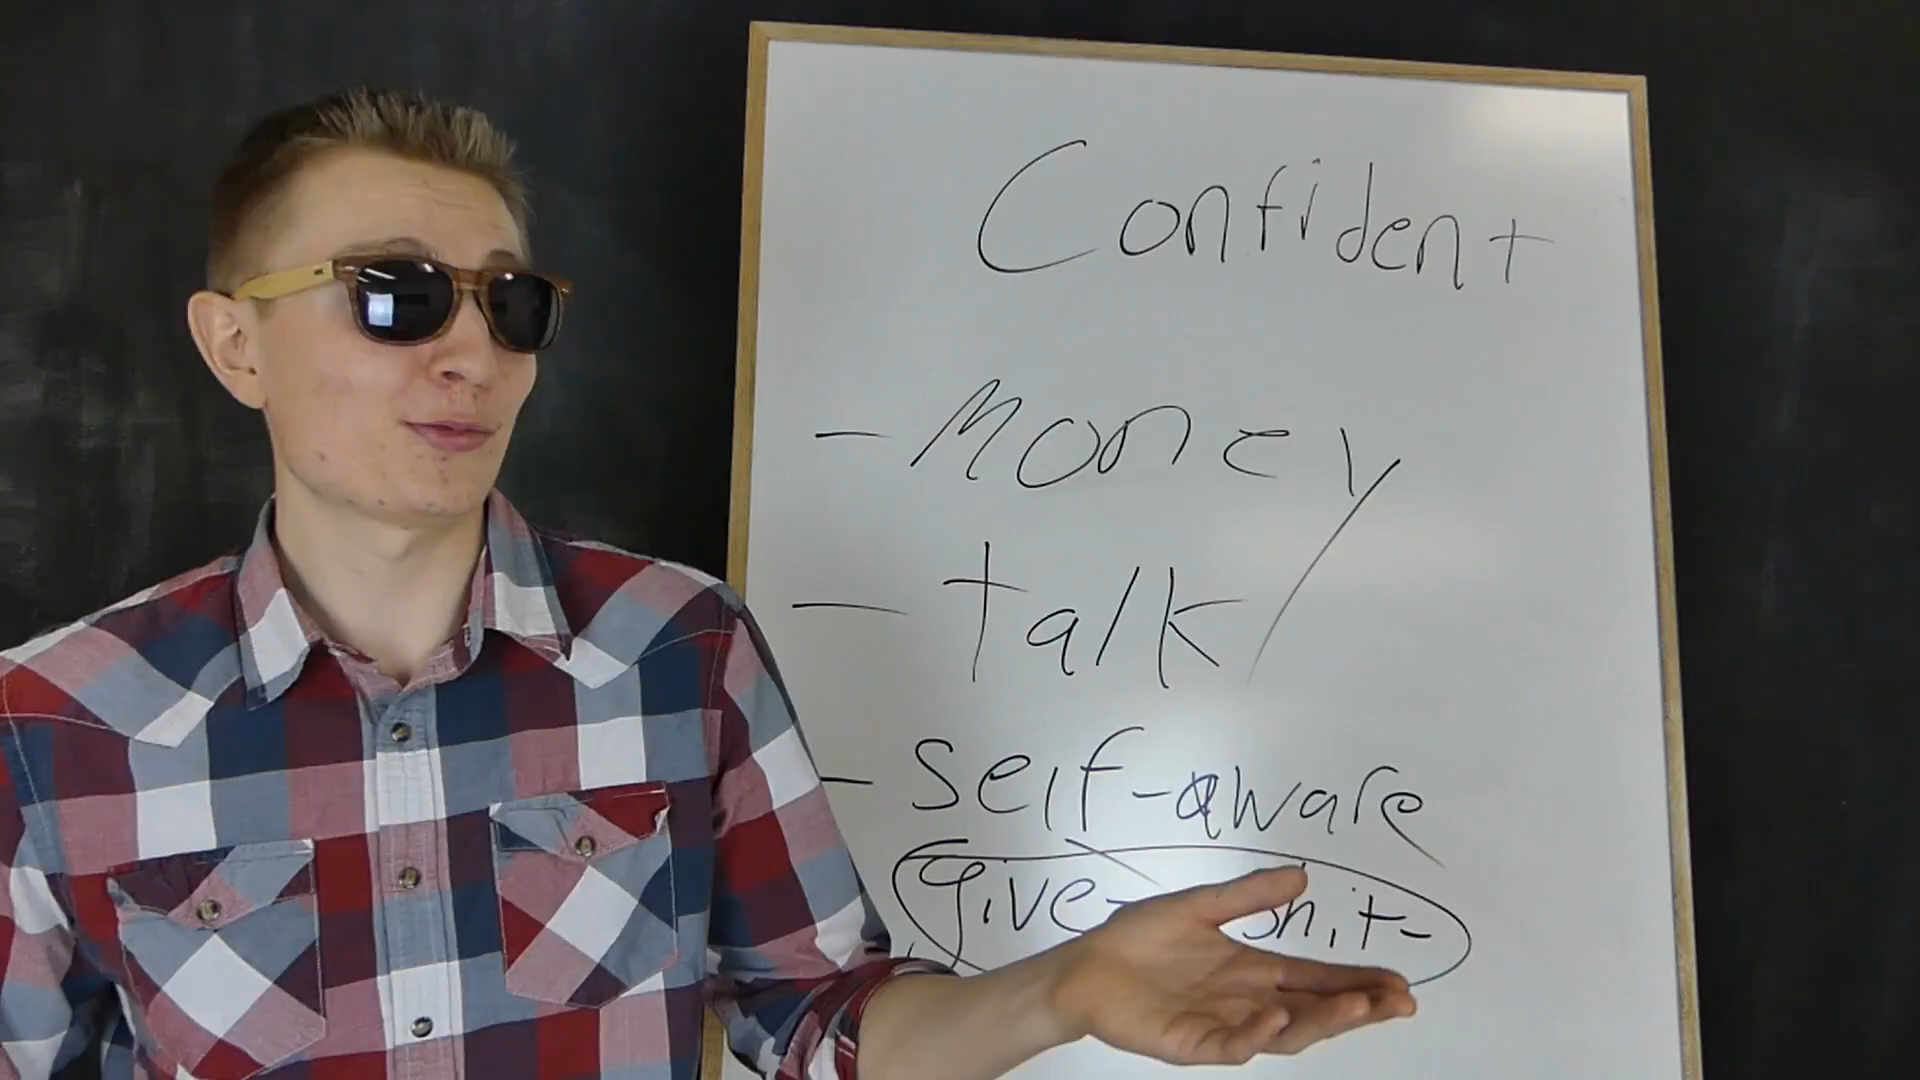 Confident
- Money
- talk
- self-aware
give- shit-